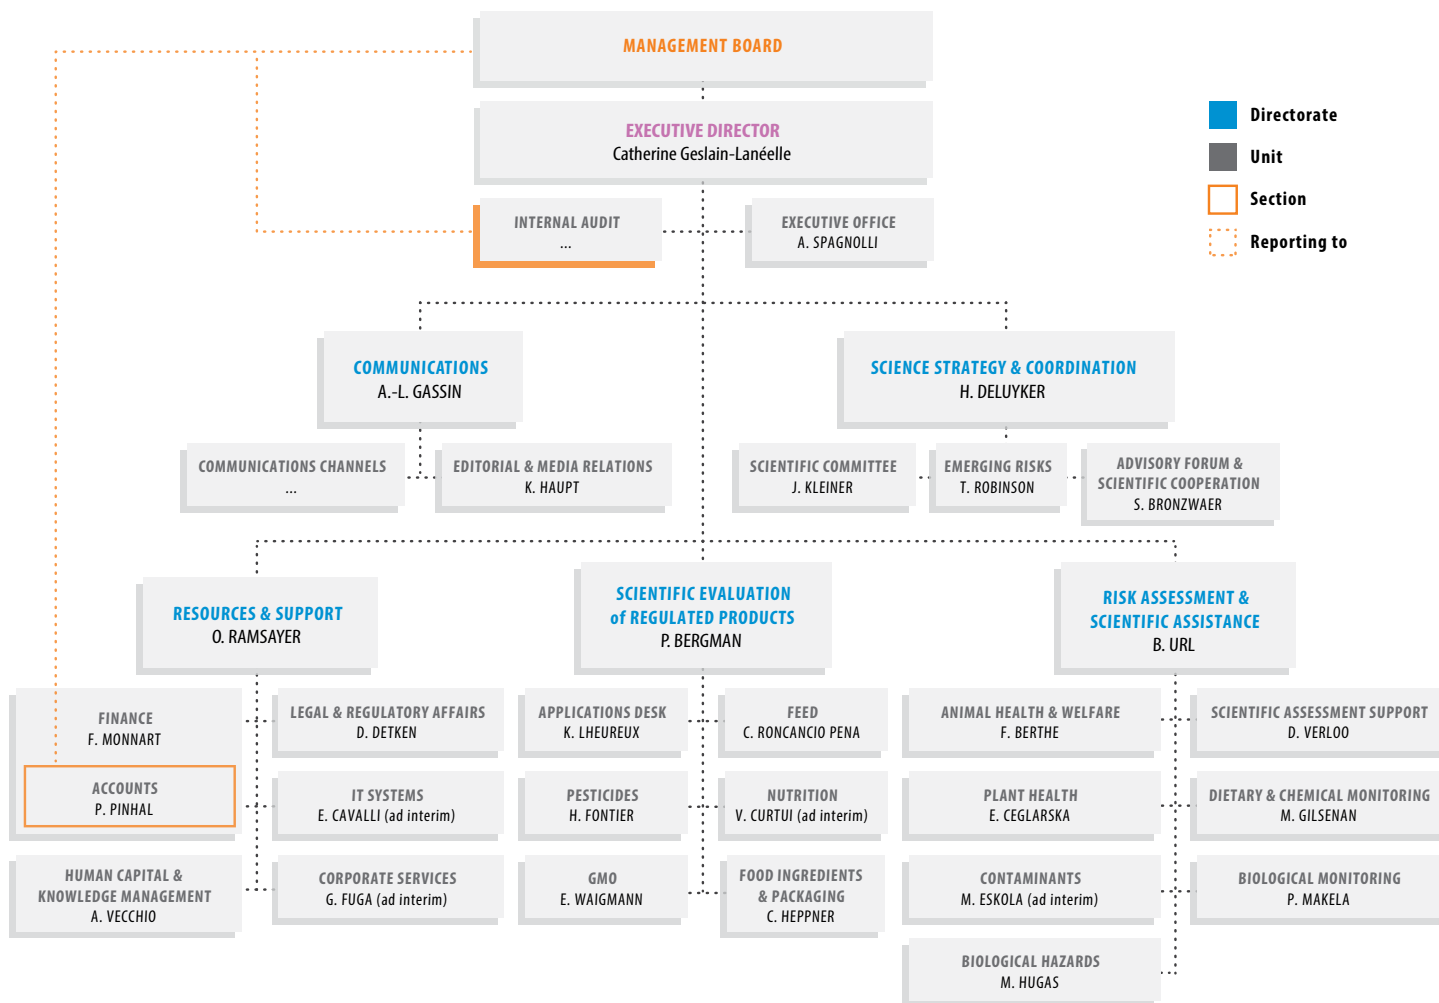 MANAGEMENT BOARD
EXECUTIVE DIRECTOR
Catherine Geslain-Lanéelle
Directorate
Unit
Section
Reporting to
INTERNAL AUDIT
...
EXECUTIVE OFFICE
A. SPAGNOLLI
COMMUNICATIONS
A.-L. GASSIN
SCIENCE STRATEGY & COORDINATION
H. DELUYKER
COMMUNICATIONS CHANNELS
...
EDITORIAL & MEDIA RELATIONS
K. HAUPT
SCIENTIFIC COMMITTEE
J. KLEINER
EMERGING RISKS
T. ROBINSON
ADVISORY FORUM &
SCIENTIFIC COOPERATION
S. BRONZWAER
RESOURCES & SUPPORT
O. RAMSAYER
SCIENTIFIC EVALUATION
of REGULATED PRODUCTS
P. BERGMAN
RISK ASSESSMENT &
SCIENTIFIC ASSISTANCE
B. URL
FINANCE
F. MONNART
ACCOUNTS
P. PINHAL
LEGAL & REGULATORY AFFAIRS
D. DETKEN
IT SYSTEMS
E. CAVALLI (ad interim)
HUMAN CAPITAL &
KNOWLEDGE MANAGEMENT
A. VECCHIO
CORPORATE SERVICES
G. FUGA (ad interim)
APPLICATIONS DESK
K. LHEUREUX
FEED
C. RONCANCIO PENA
PESTICIDES
H. FONTIER
NUTRITION
V. CURTUI (ad interim)
GMO
E. WAIGMANN
FOOD INGREDIENTS
& PACKAGING
C. HEPPNER
ANIMAL HEALTH & WELFARE
F. BERTHE
SCIENTIFIC ASSESSMENT SUPPORT
D. VERLOO
PLANT HEALTH
E. CEGLARSKA
DIETARY & CHEMICAL MONITORING
M. GILSENAN
CONTAMINANTS
M. ESKOLA (ad interim)
BIOLOGICAL MONITORING
P. MAKELA
BIOLOGICAL HAZARDS
M. HUGAS